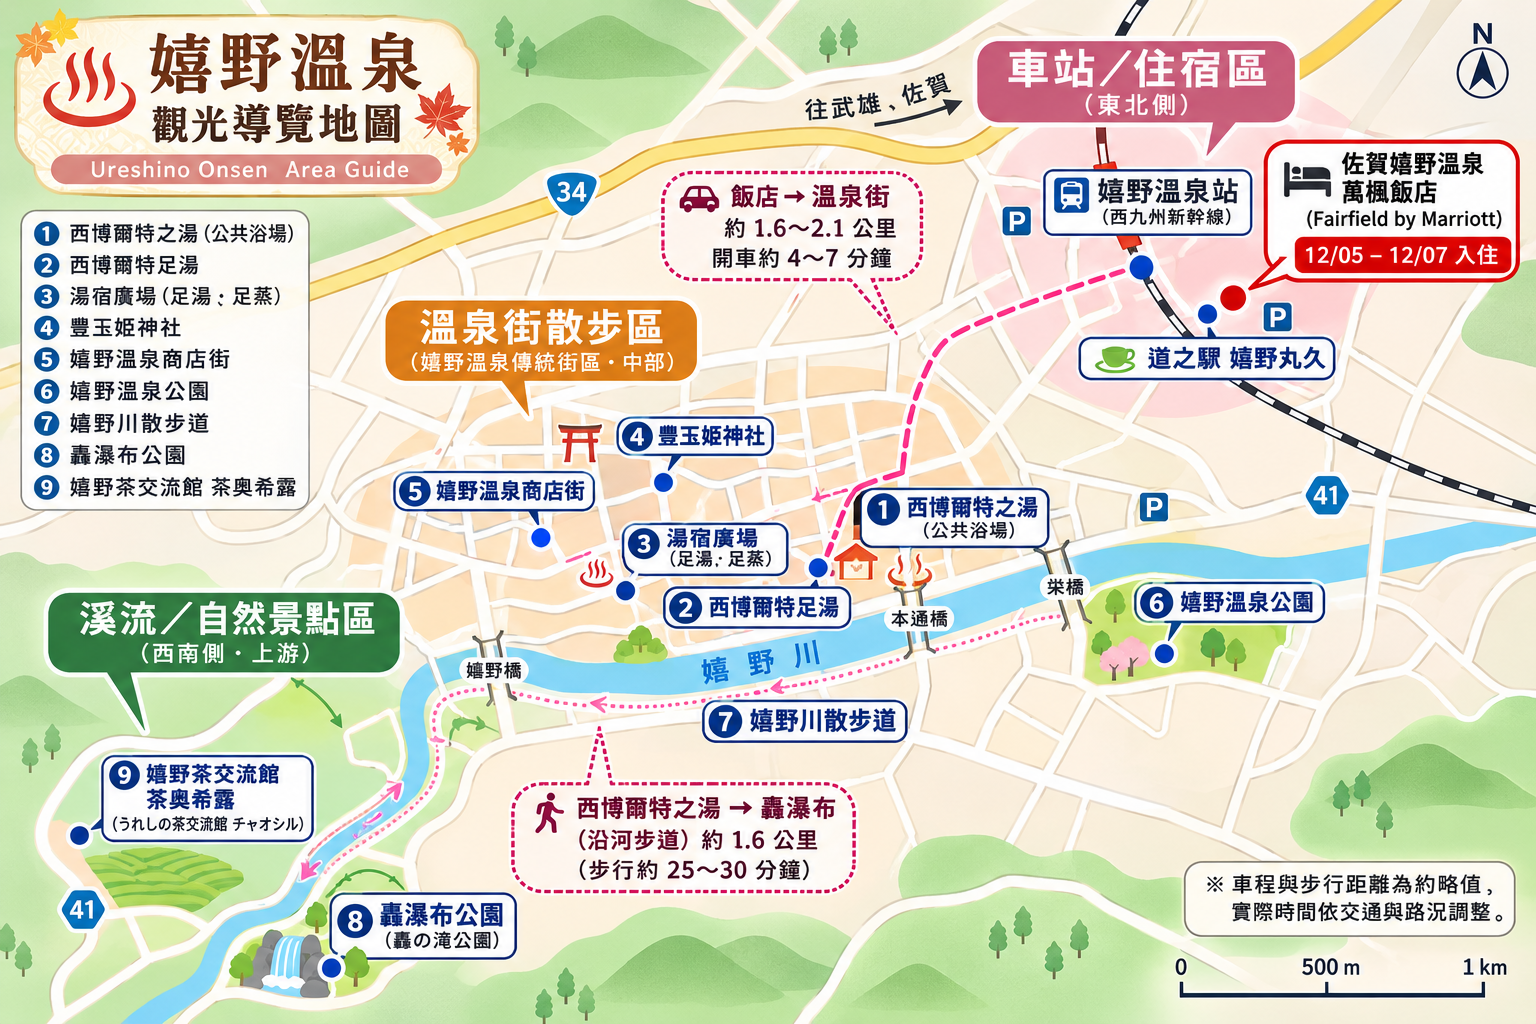 嬉野溫泉
觀光導覽地圖
Ureshino Onsen Area Guide
1 西博爾特之湯（公共浴場）
2 西博爾特足湯
3 湯宿廣場（足湯・足蒸）
4 豐玉姬神社
5 嬉野溫泉商店街
6 嬉野溫泉公園
7 嬉野川散步道
8 轟瀑布公園
9 嬉野茶交流館 茶奧希露
34
往武雄、佐賀
車站／住宿區
（東北側）
N
飯店→溫泉街
約 1.6～2.1 公里
開車約 4～7 分鐘
P
嬉野溫泉站
（西九州新幹線）
佐賀嬉野溫泉
萬楓飯店
(Fairfield by Marriott)
12/05 – 12/07 入住
P
道之駅 嬉野丸久
溫泉街散步區
（嬉野溫泉傳統街區・中部）
4 豐玉姬神社
5 嬉野溫泉商店街
3 湯宿廣場
（足湯・足蒸）
1 西博爾特之湯
（公共浴場）
2 西博爾特足湯
P
41
本通橋
栄橋
6 嬉野溫泉公園
嬉野橋
嬉野川
7 嬉野川散步道
溪流／自然景點區
（西南側・上游）
9 嬉野茶交流館
茶奧希露
（うれしの茶交流館 チャオシル）
41
西博爾特之湯 → 轟瀑布
（沿河步道）約 1.6 公里
（步行約 25～30 分鐘）
8 轟瀑布公園
（轟の滝公園）
※ 車程與步行距離為約略值，
實際時間依交通與路況調整。
0 500 m 1 km